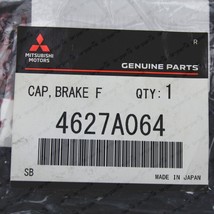 R
MITSUBISHI
MOTORS
GENUINE PARTS
CAP, BRAKE F QTY: 1
4627A064
SB MADE IN JAPAN